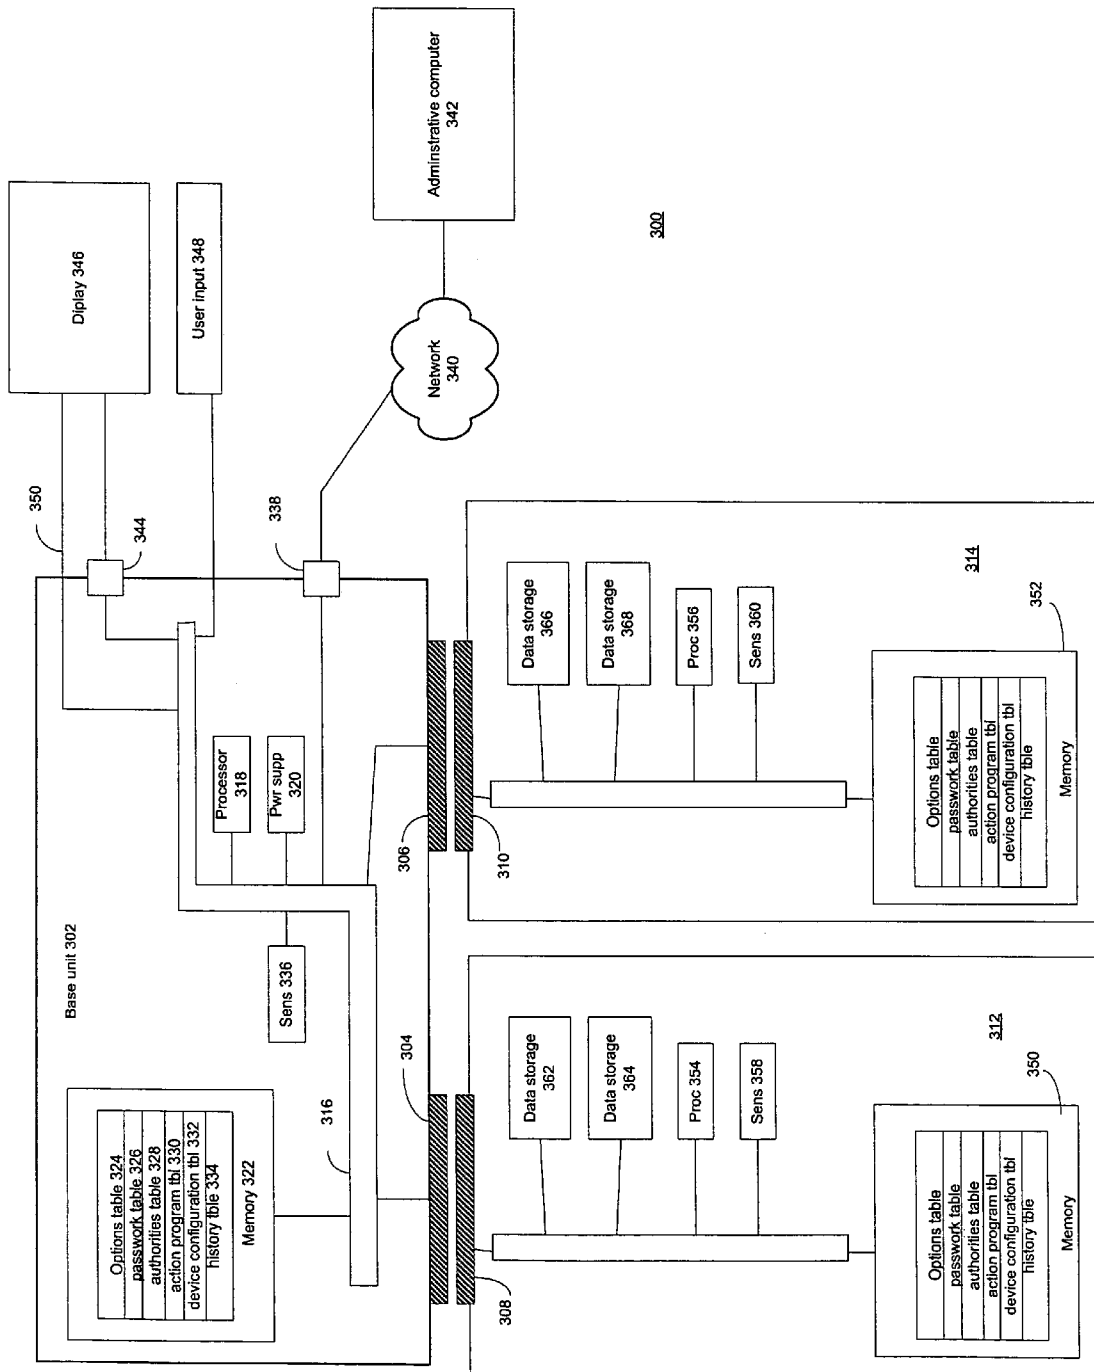 Base unit 302
Options table 324
passwork table 326
authorities table 328
action program tbl 330
device configuration tbl 332
history tble 334
Memory 322
316
Sens 336
Processor
318
Pwr supp
320
304
306
308
310
350
344
338
Diplay 346
User input 348
Network
340
Adminstrative computer
342
300
Data storage
362
Data storage
364
Proc 354
Sens 358
312
350
Options table
passwork table
authorities table
action program tbl
device configuration tbl
history tble
Memory
Data storage
366
Data storage
368
Proc 356
Sens 360
314
352
Options table
passwork table
authorities table
action program tbl
device configuration tbl
history tble
Memory